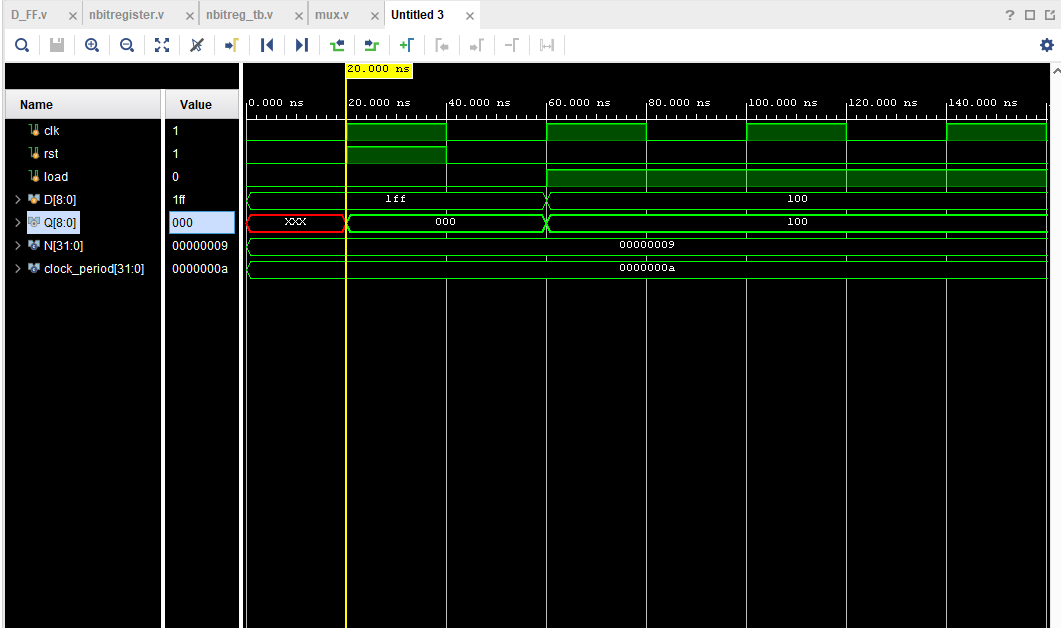 D_FF.v × nbitregister.v × nbitreg_tb.v × mux.v × Untitled 3 × ?
20.000 ns
Name Value
0.000 ns 20.000 ns 40.000 ns 60.000 ns 80.000 ns 100.000 ns 120.000 ns 140.000 ns
clk 1
rst 1
load 0
D[8:0] 1ff 1ff 100
Q[8:0] 000 XXX 000 100
N[31:0] 00000009 00000009
clock_period[31:0] 0000000a 0000000a